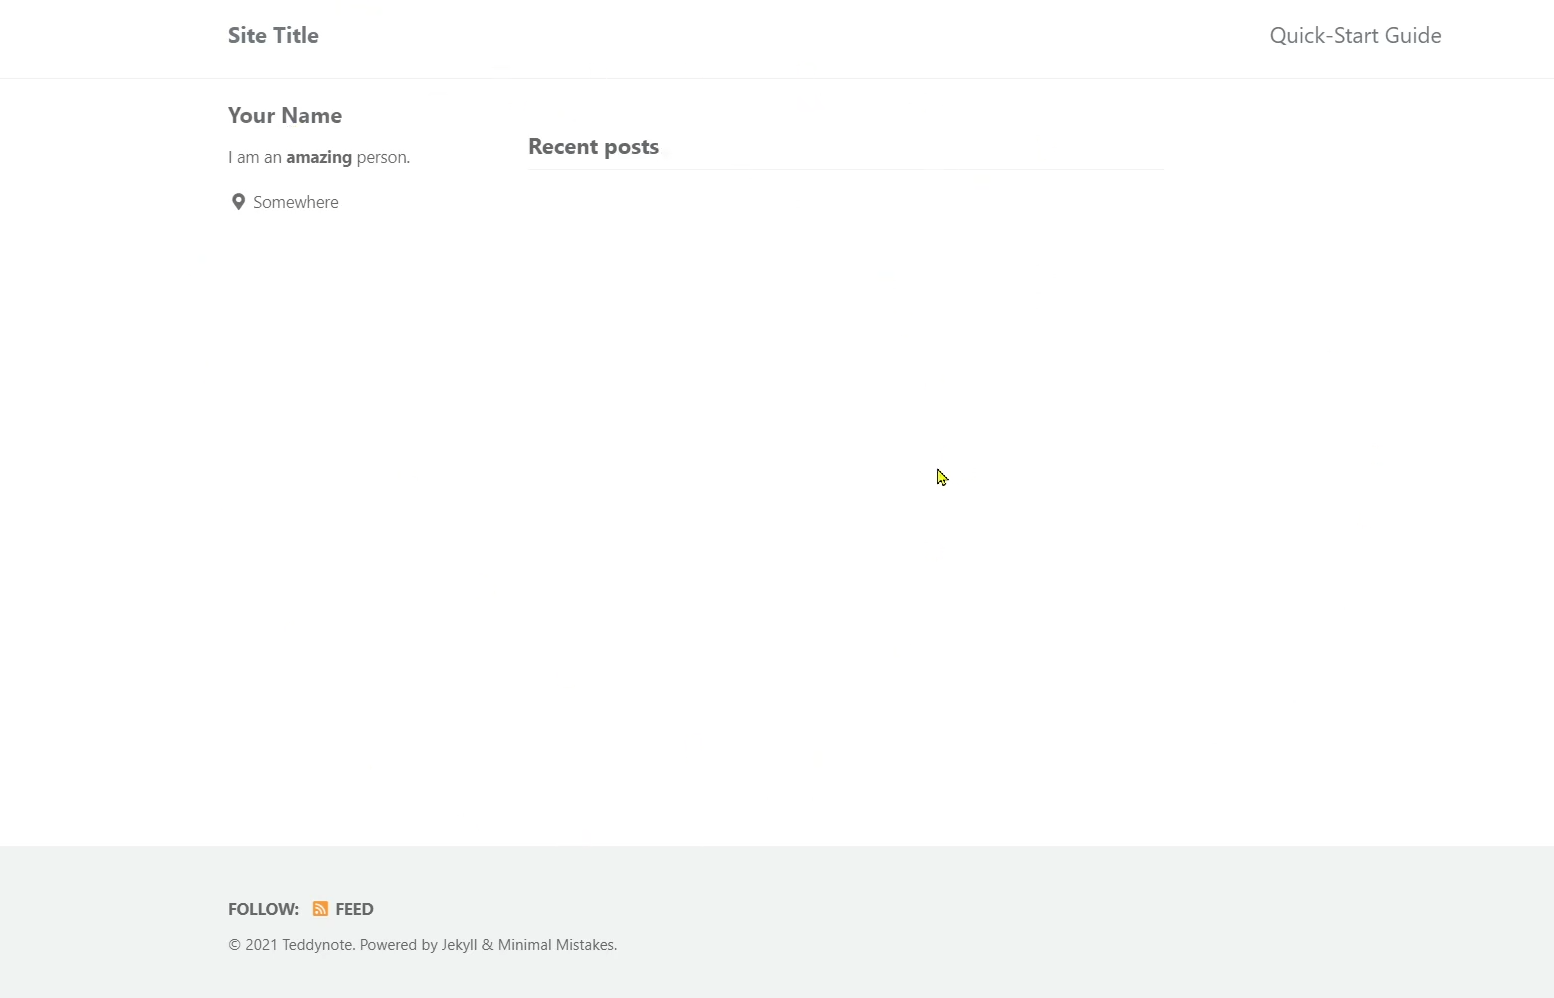 Site Title
Quick-Start Guide
Your Name
I am an amazing person.
Somewhere
Recent posts
FOLLOW: FEED
© 2021 Teddynote. Powered by Jekyll & Minimal Mistakes.